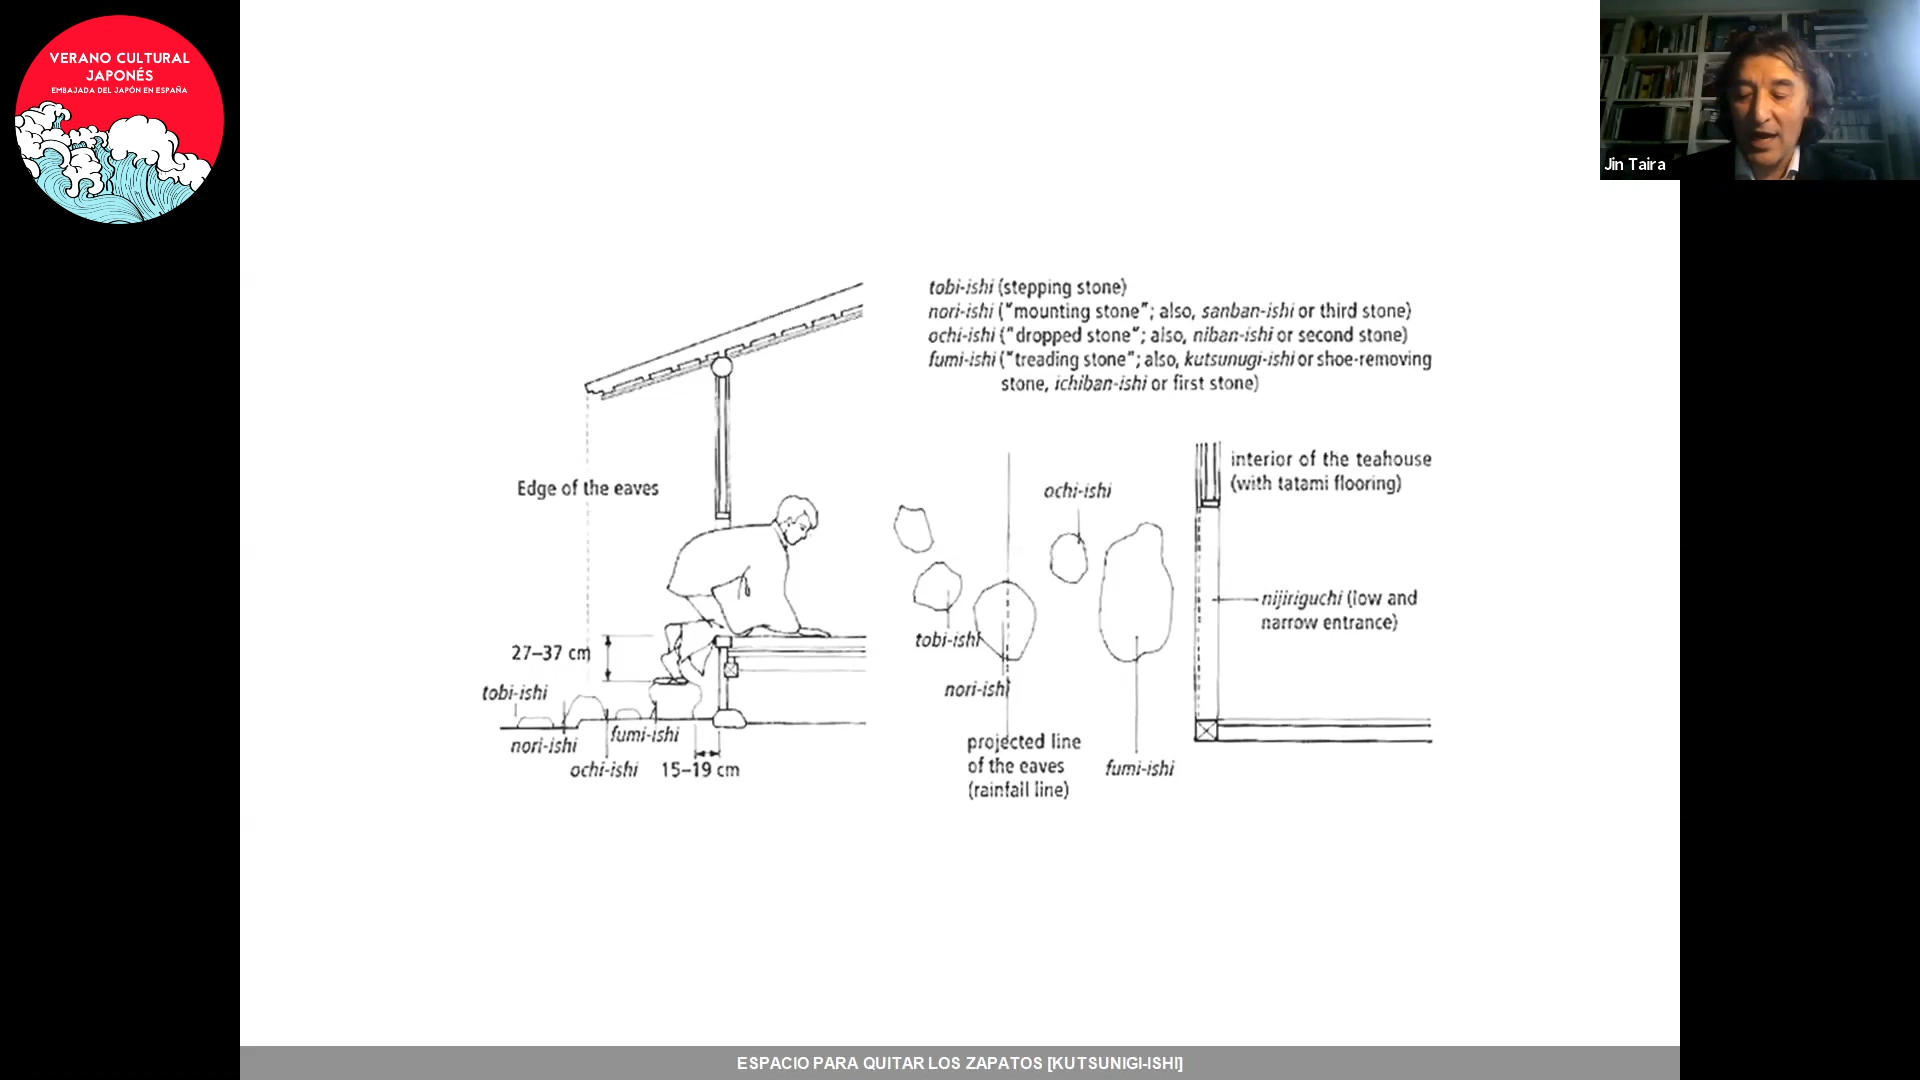 VERANO CULTURAL
JAPONÉS
EMBAJADA DEL JAPÓN EN ESPAÑA
Jin Taira
tobi-ishi (stepping stone)
nori-ishi ("mounting stone"; also, sanban-ishi or third stone)
ochi-ishi ("dropped stone"; also, niban-ishi or second stone)
fumi-ishi ("treading stone"; also, kutsunugi-ishi or shoe-removing
stone, ichiban-ishi or first stone)
Edge of the eaves
27–37 cm
tobi-ishi
nori-ishi
fumi-ishi
ochi-ishi
15–19 cm
ochi-ishi
tobi-ishi
nori-ishi
projected line
of the eaves
(rainfall line)
fumi-ishi
interior of the teahouse
(with tatami flooring)
nijiriguchi (low and
narrow entrance)
ESPACIO PARA QUITAR LOS ZAPATOS [KUTSUNIGI-ISHI]